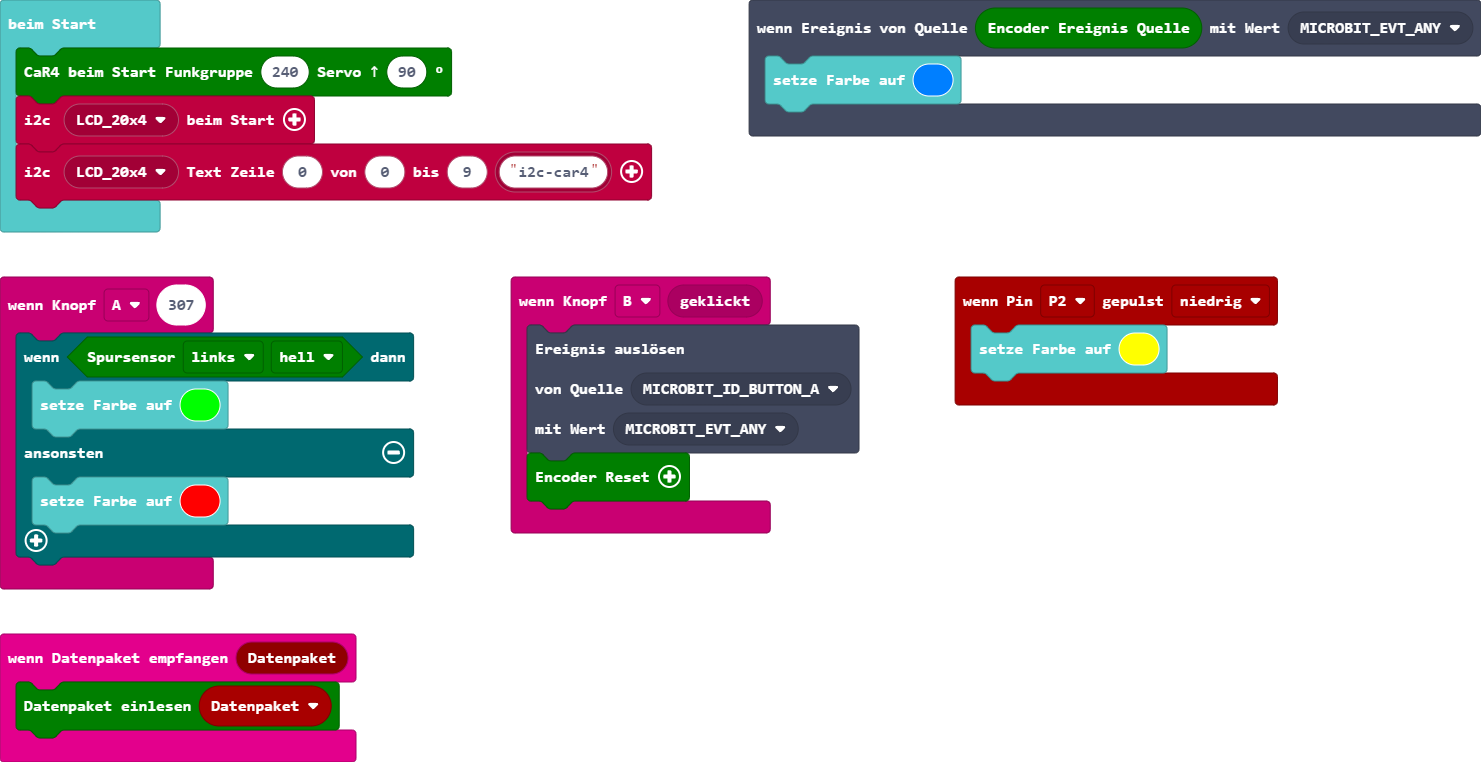 beim Start
CaR4 beim Start Funkgruppe 240 Servo ↑ 90 °
i2c LCD_20x4 beim Start
i2c LCD_20x4 Text Zeile 0 von 0 bis 9 "i2c-car4"
wenn Ereignis von Quelle Encoder Ereignis Quelle mit Wert MICROBIT_EVT_ANY
setze Farbe auf
wenn Knopf A 307
wenn Spursensor links hell dann
setze Farbe auf
ansonsten
setze Farbe auf
wenn Knopf B geklickt
Ereignis auslösen
von Quelle MICROBIT_ID_BUTTON_A
mit Wert MICROBIT_EVT_ANY
Encoder Reset
wenn Pin P2 gepulst niedrig
setze Farbe auf
wenn Datenpaket empfangen Datenpaket
Datenpaket einlesen Datenpaket